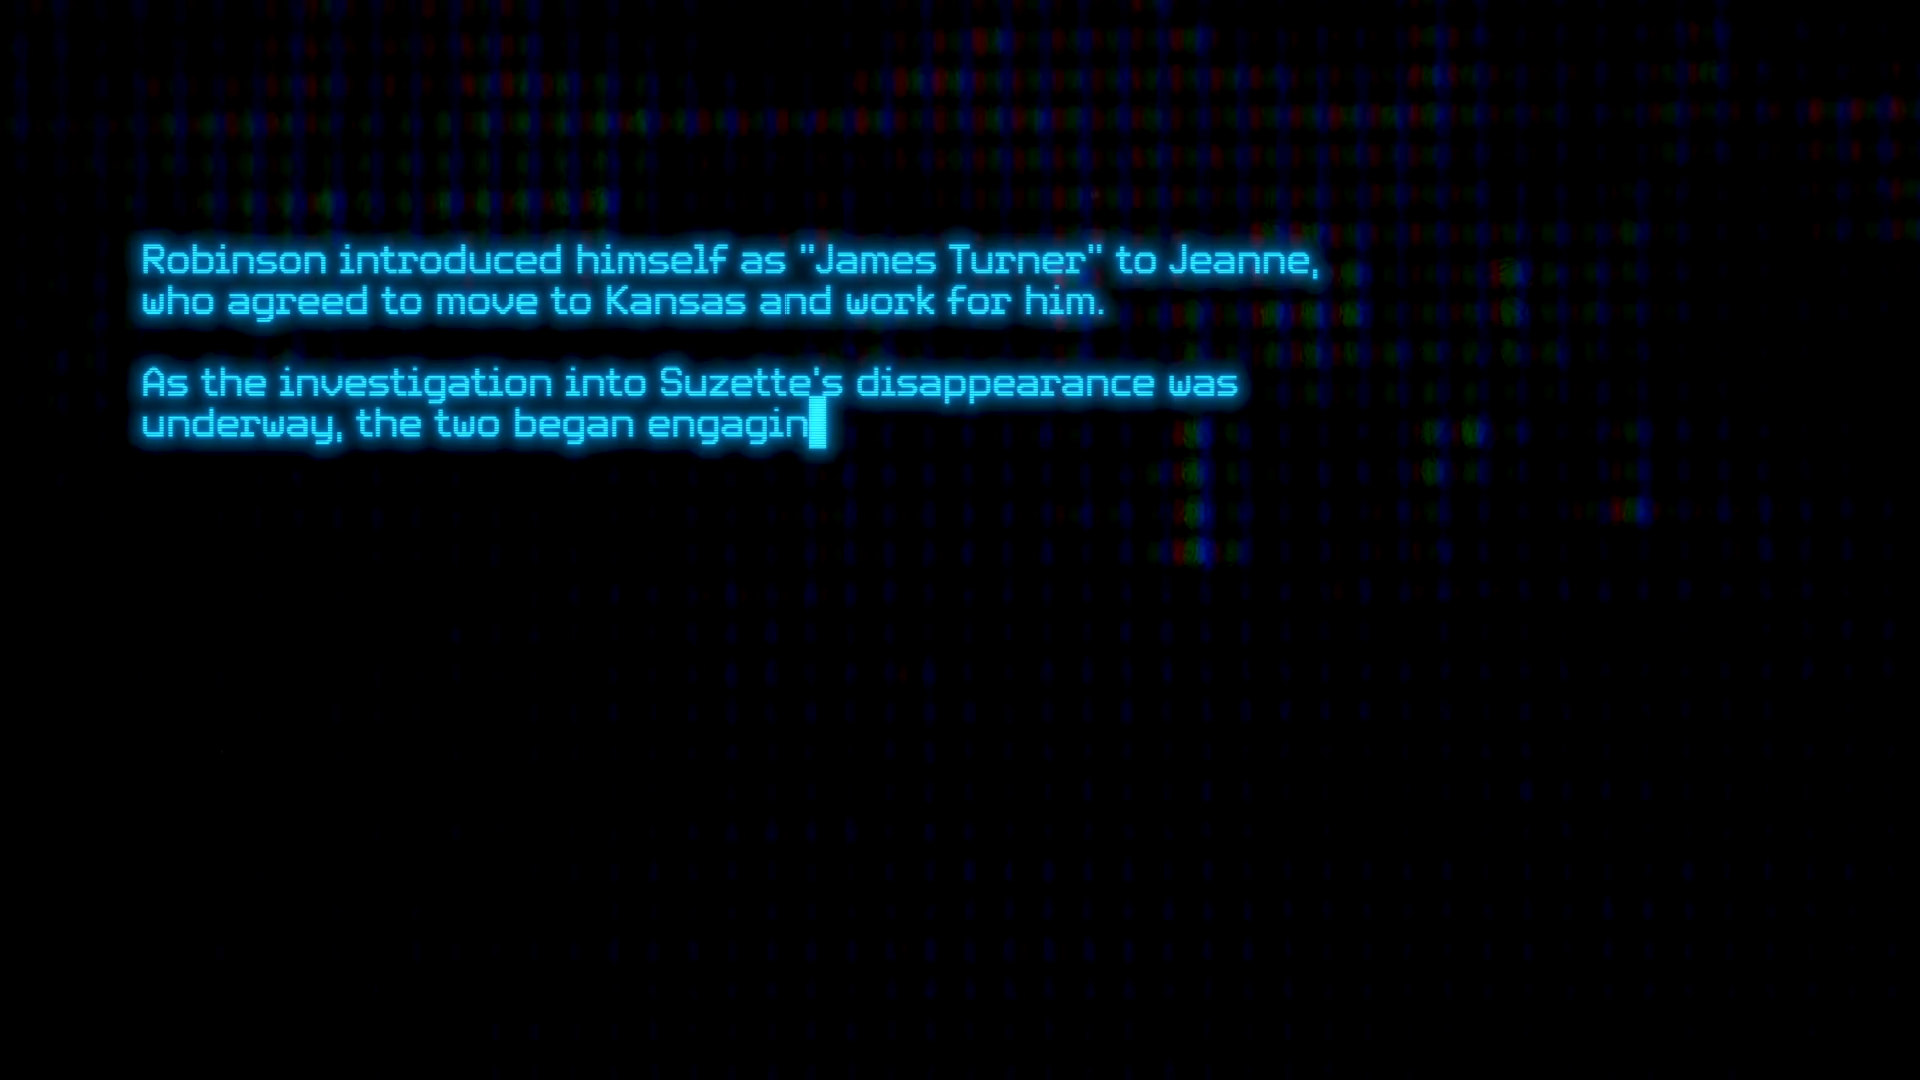 Robinson introduced himself as "James Turner" to Jeanne,
who agreed to move to Kansas and work for him.
As the investigation into Suzette's disappearance was
underway, the two began engagin